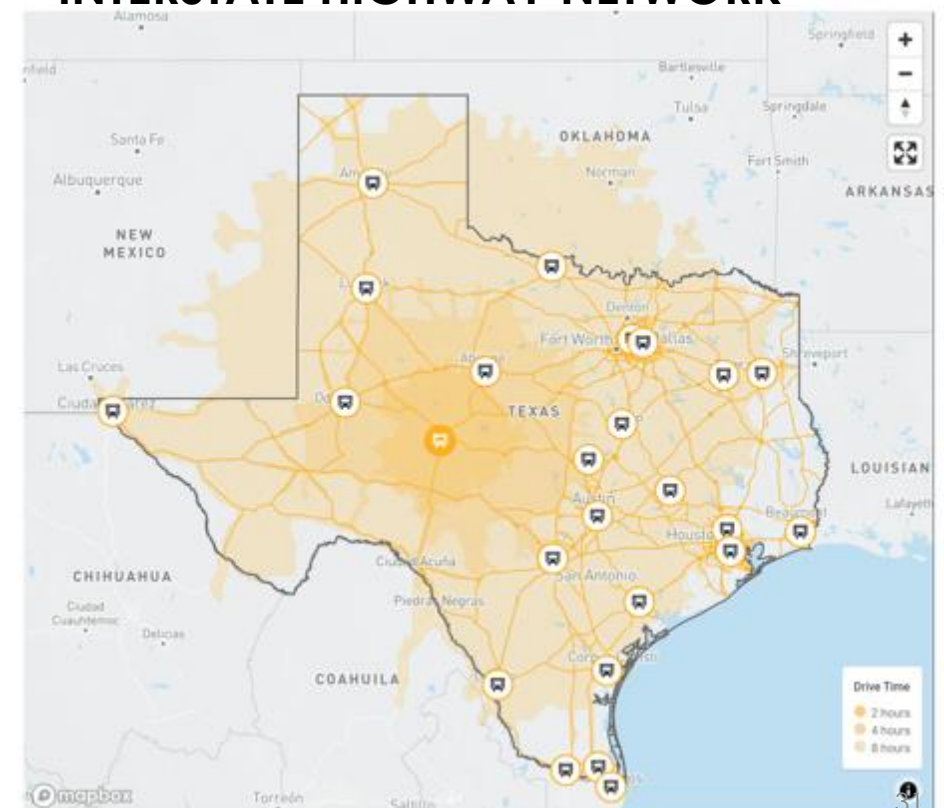 INTERSTATE HIGHWAY NETWORK
Alamosa
Springfield
Bartlesville
Tulsa
Springdale
Santa Fe
OKLAHOMA
Norman
Fort Smith
Albuquerque
ARKANSAS
NEW
MEXICO
Denton
Fort Worth
Shreveport
Las Cruces
TEXAS
LOUISIAN
Austin
Lafayett
Beaumont
Ciudad Acuña
San Antonio
CHIHUAHUA
Piedras Negras
Ciudad
Cuauhtémoc
Delicias
COAHUILA
Drive Time
2 hours
4 hours
8 hours
mapbox
Torreón
Saltillo